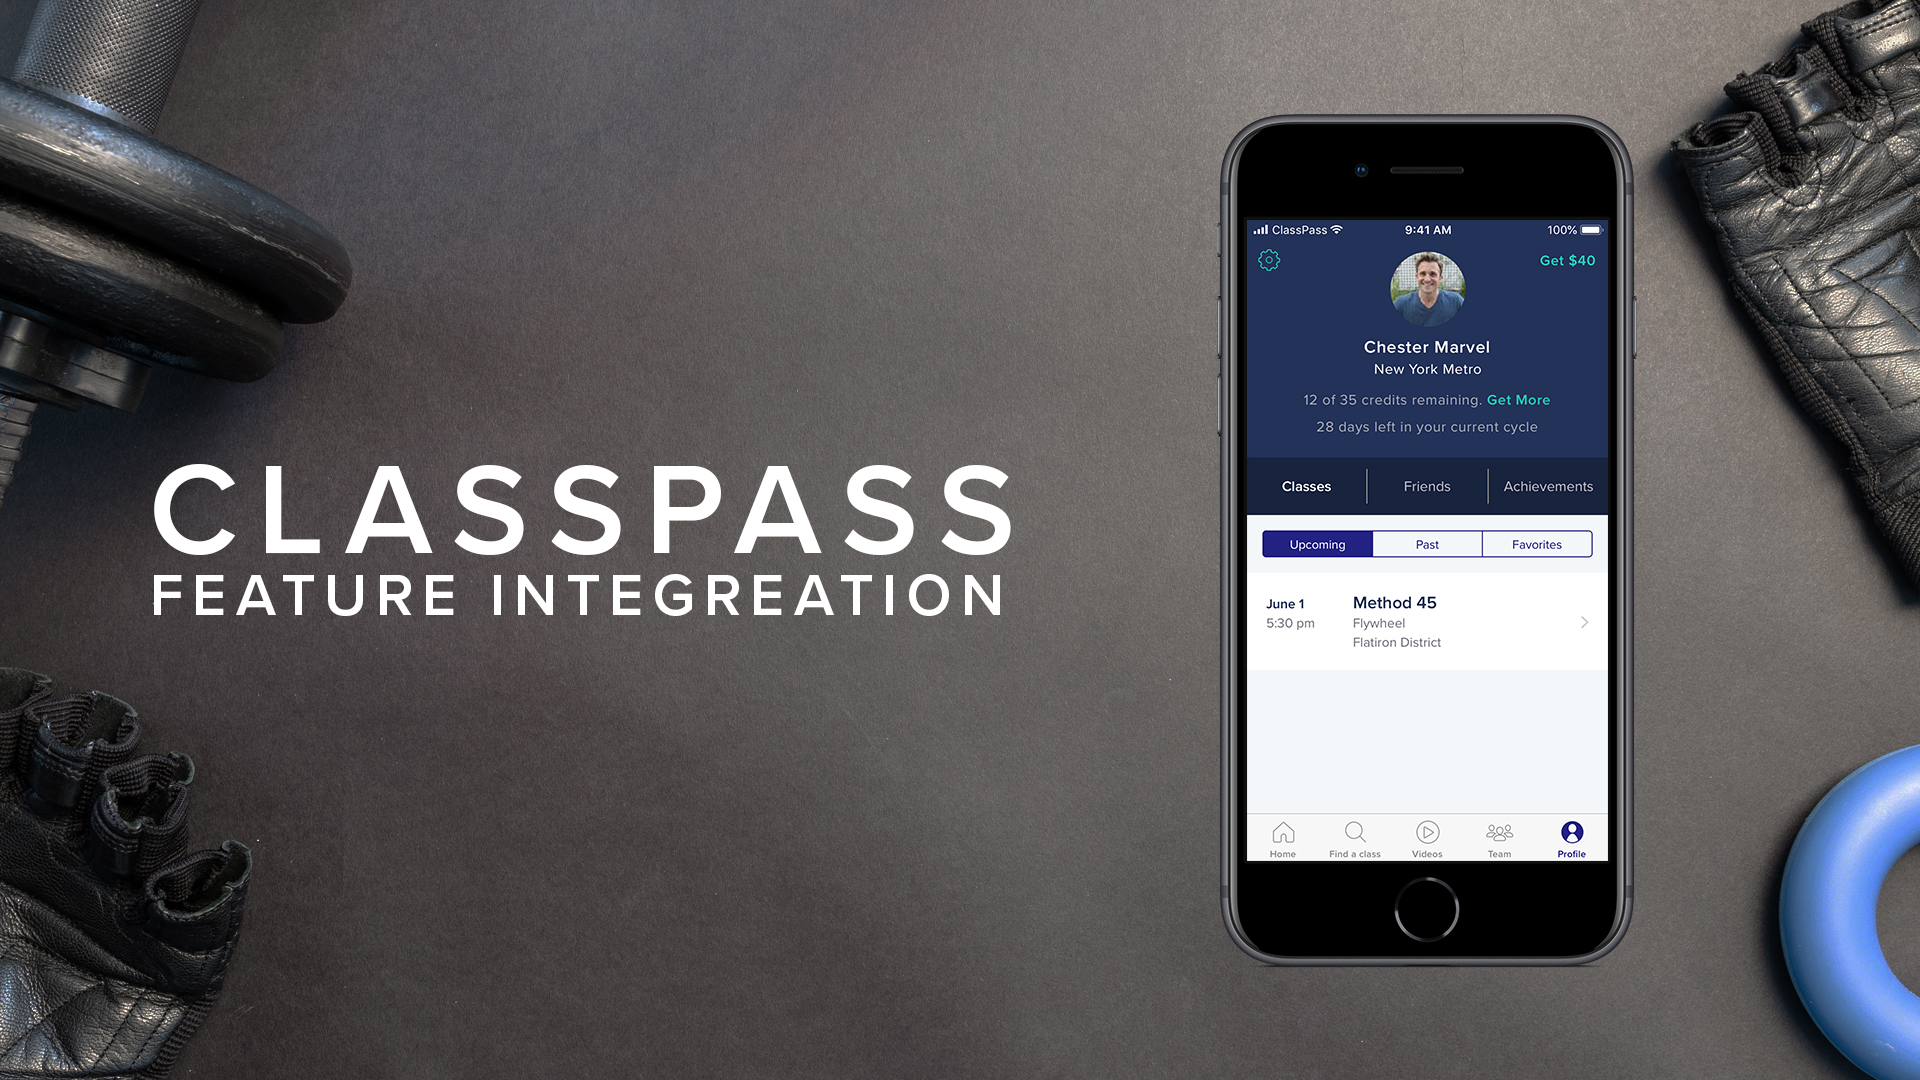 CLASSPASS
FEATURE INTEGREATION
ClassPass 9:41 AM 100%
Get $40
Chester Marvel
New York Metro
12 of 35 credits remaining. Get More
28 days left in your current cycle
Classes Friends Achievements
Upcoming Past Favorites
June 1 Method 45
5:30 pm Flywheel
Flatiron District
Home Find a class Videos Team Profile